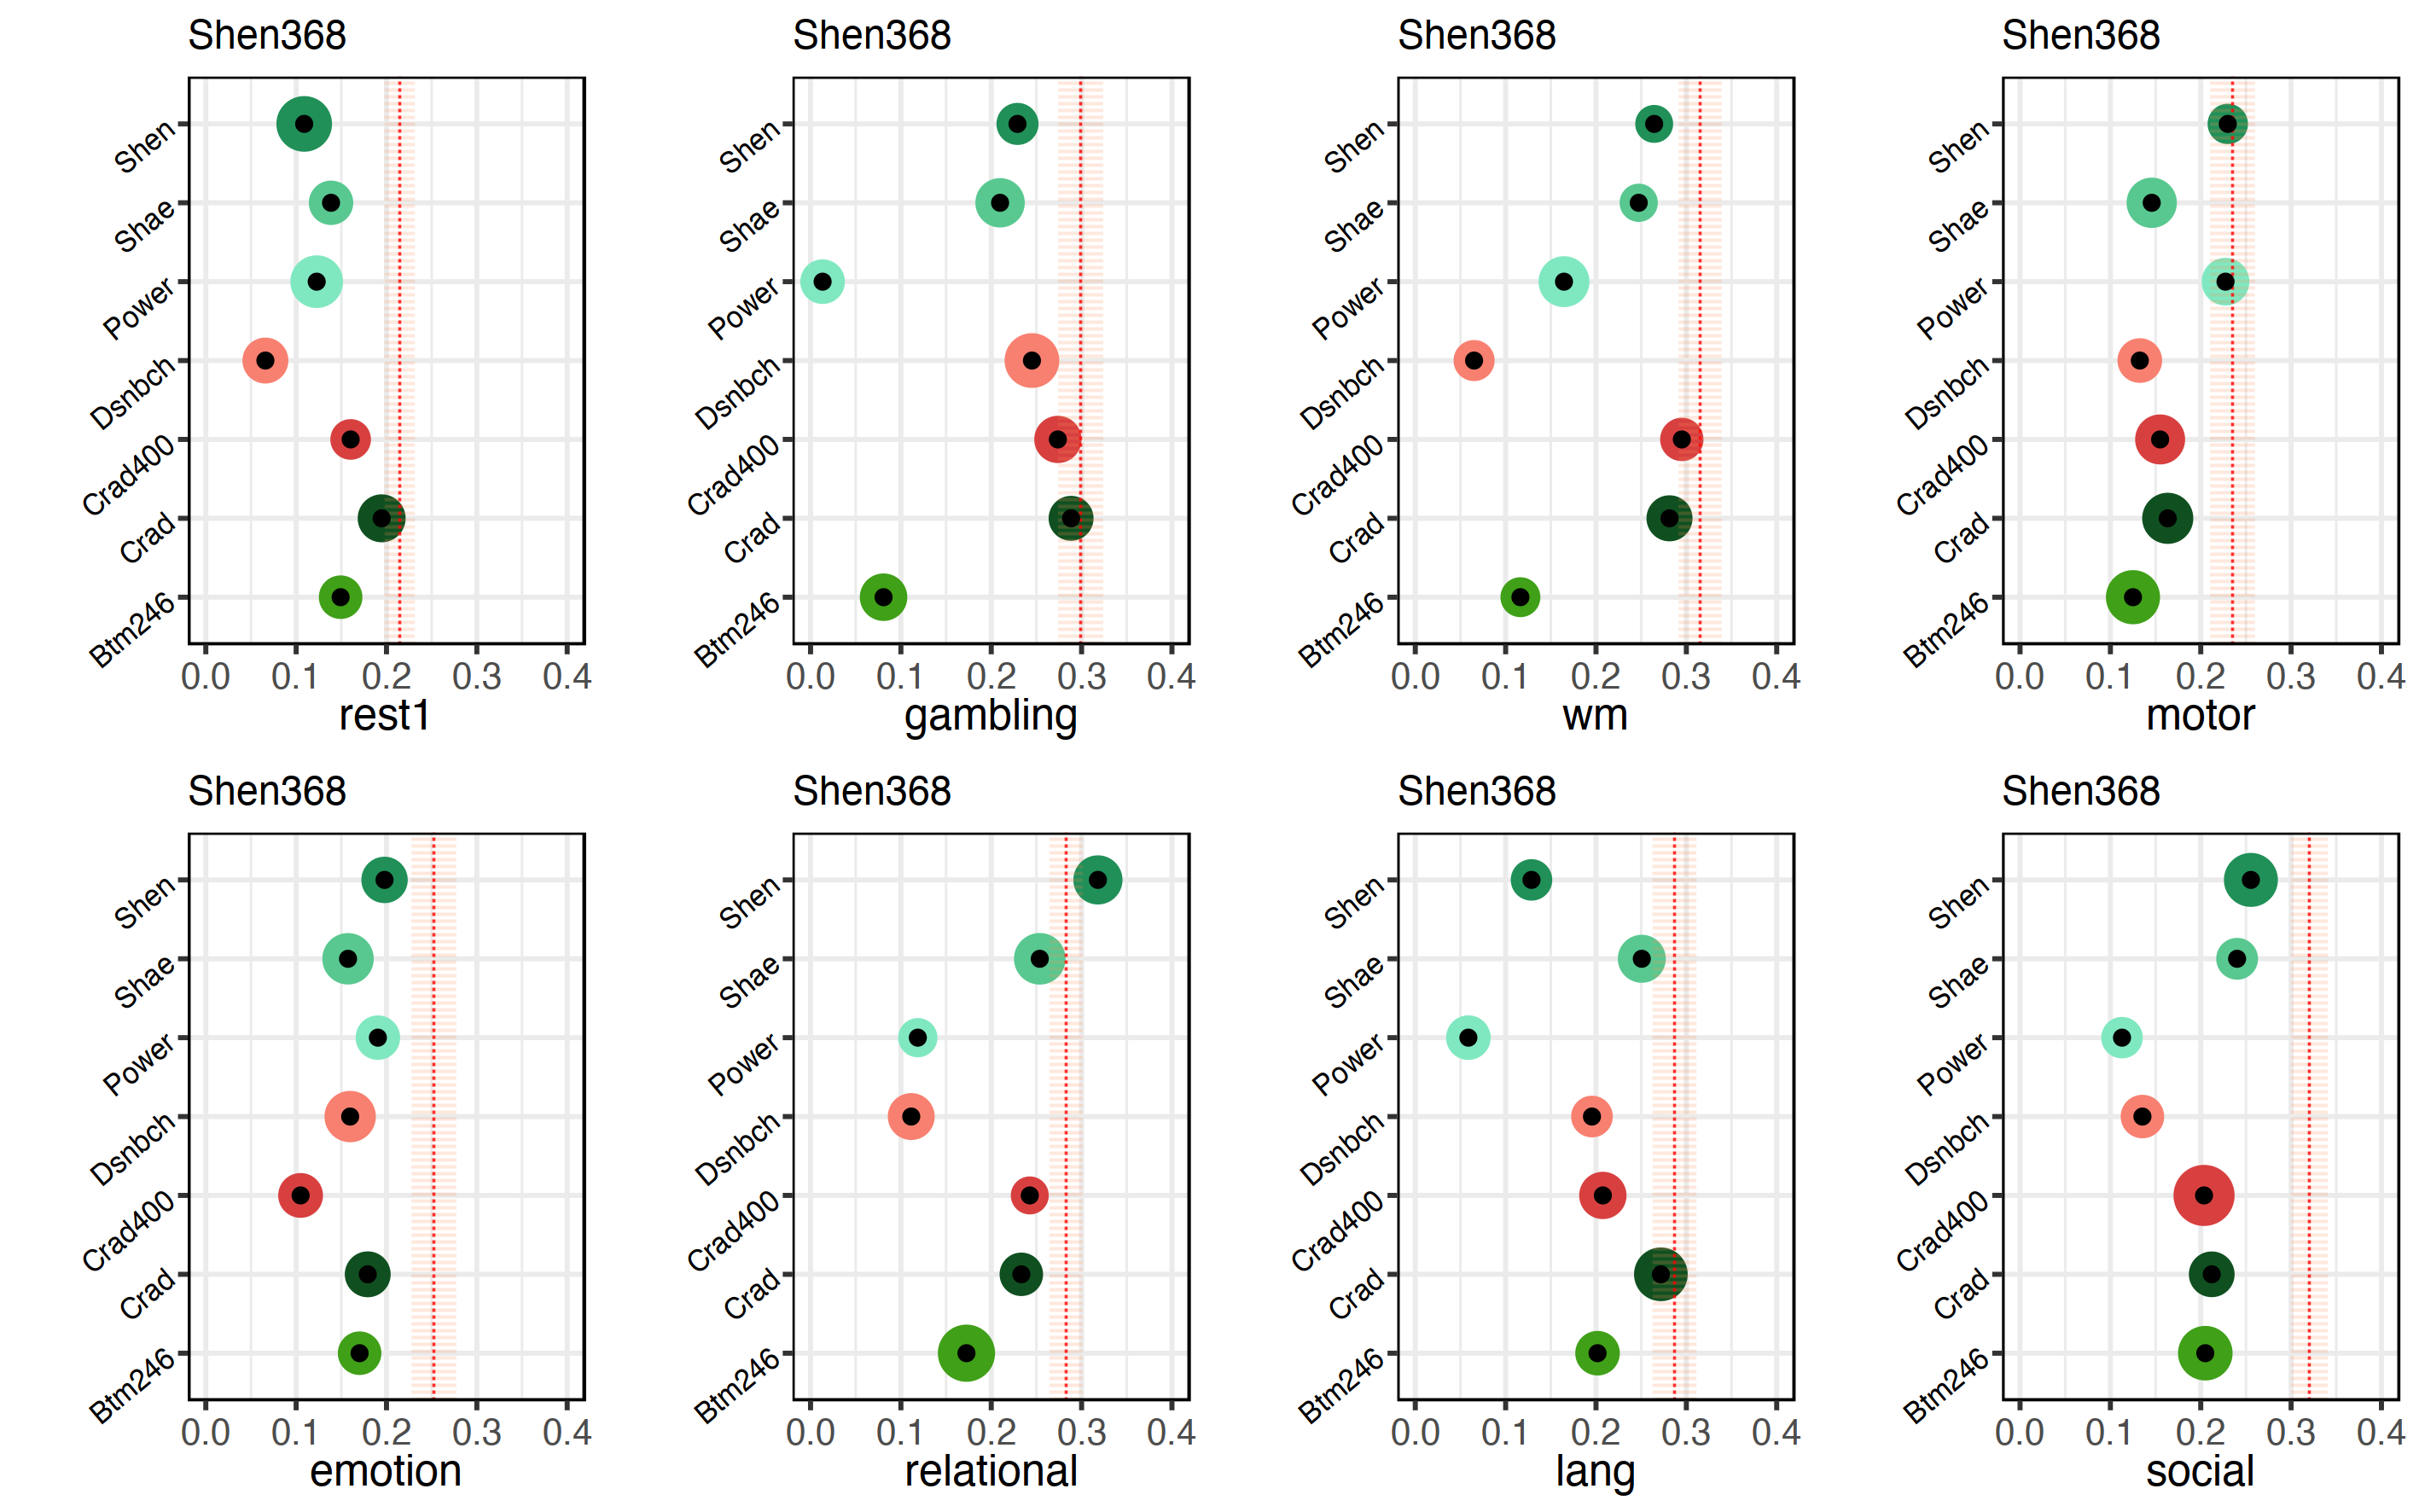 Shen368 Shen368 Shen368 Shen368
Shen Shen Shen Shen
Shae Shae Shae Shae
Power Power Power Power
Dsnbch Dsnbch Dsnbch Dsnbch
Crad400 Crad400 Crad400 Crad400
Crad Crad Crad Crad
Btm246 Btm246 Btm246 Btm246
0.0 0.1 0.2 0.3 0.4 0.0 0.1 0.2 0.3 0.4 0.0 0.1 0.2 0.3 0.4 0.0 0.1 0.2 0.3 0.4
rest1 gambling wm motor
Shen368 Shen368 Shen368 Shen368
Shen Shen Shen Shen
Shae Shae Shae Shae
Power Power Power Power
Dsnbch Dsnbch Dsnbch Dsnbch
Crad400 Crad400 Crad400 Crad400
Crad Crad Crad Crad
Btm246 Btm246 Btm246 Btm246
0.0 0.1 0.2 0.3 0.4 0.0 0.1 0.2 0.3 0.4 0.0 0.1 0.2 0.3 0.4 0.0 0.1 0.2 0.3 0.4
emotion relational lang social